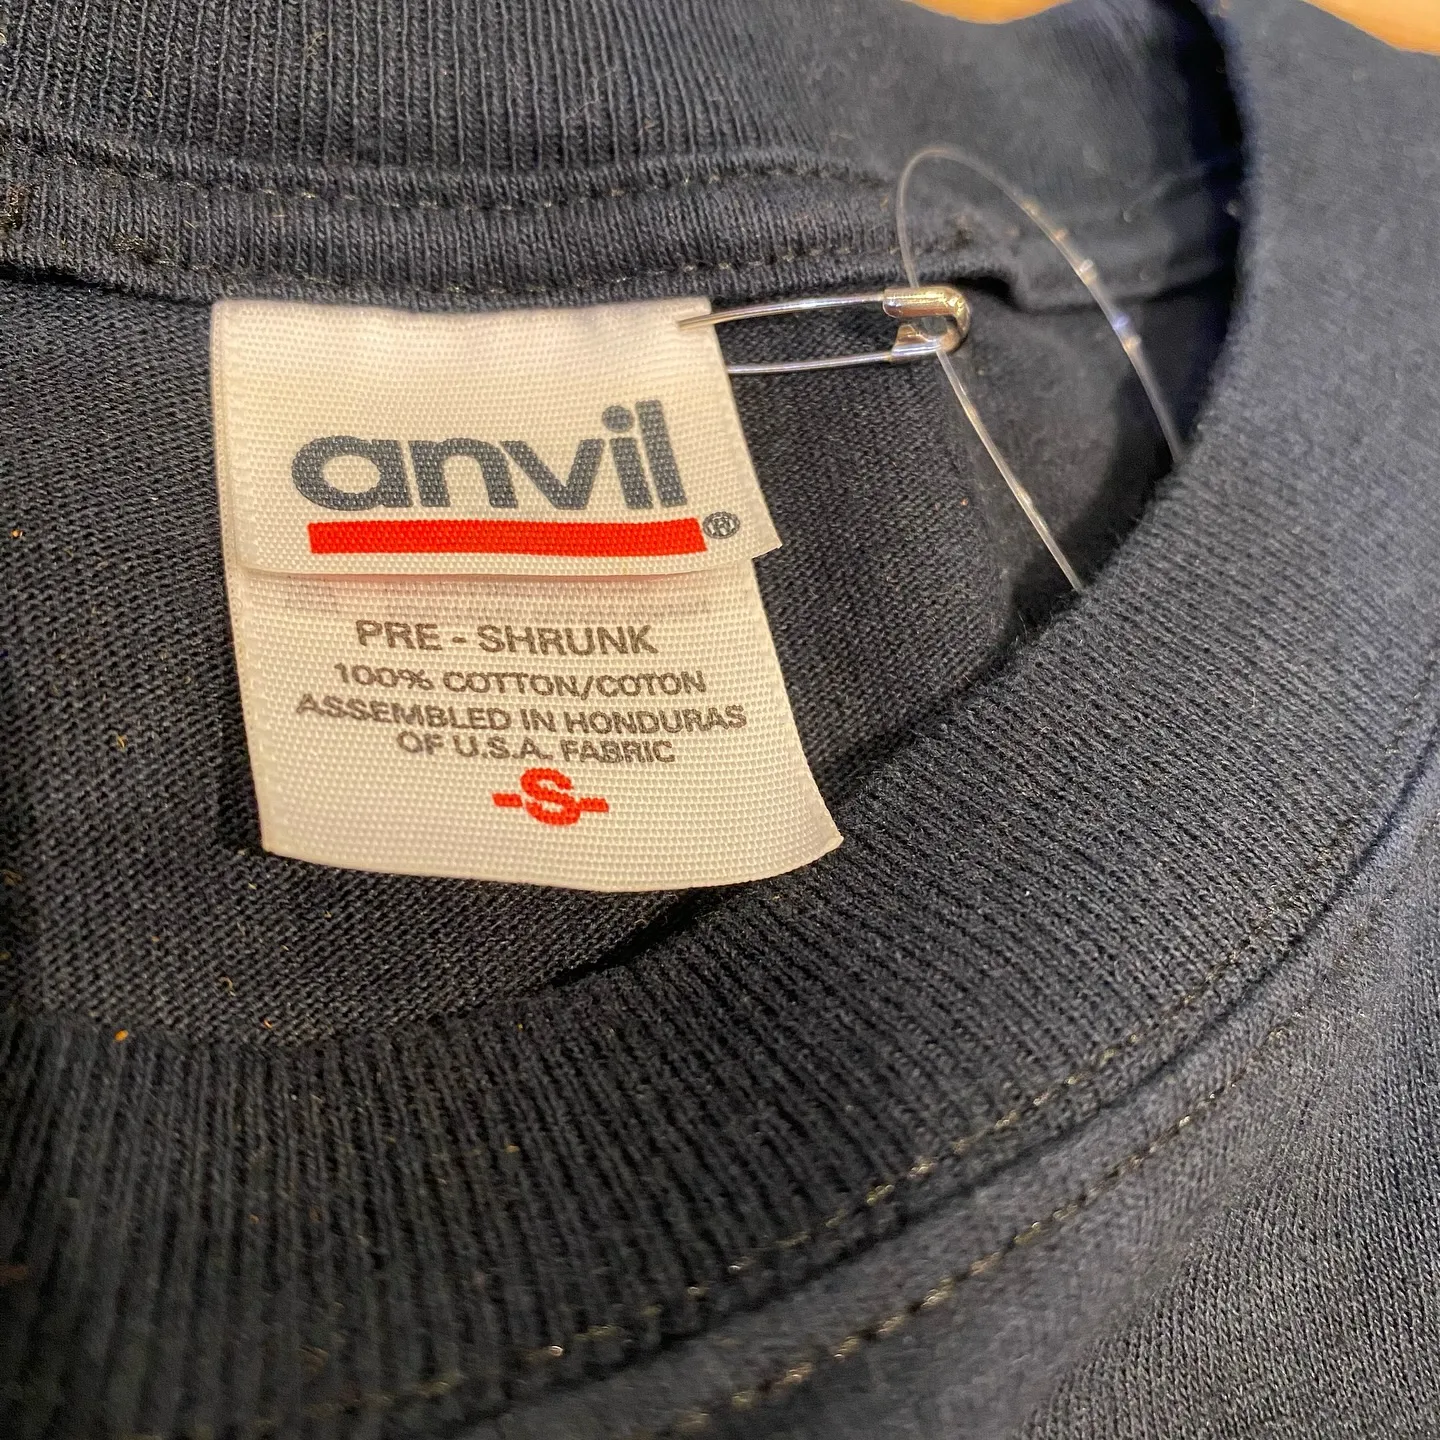 anvil®
PRE - SHRUNK
100% COTTON/COTON
ASSEMBLED IN HONDURAS
OF U.S.A. FABRIC
-S-